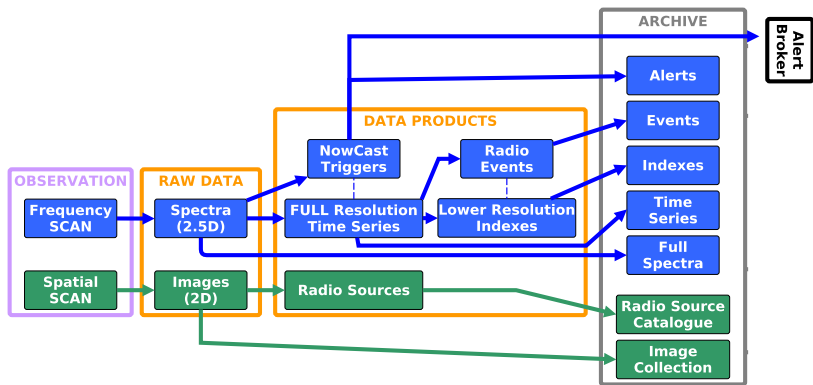 ARCHIVE
Alert
Broker
Alerts
DATA PRODUCTS
Events
NowCast
Triggers
Radio
Events
Indexes
OBSERVATION
RAW DATA
Frequency
SCAN
Spectra
(2.5D)
FULL Resolution
Time Series
Lower Resolution
Indexes
Time
Series
Full
Spectra
Spatial
SCAN
Images
(2D)
Radio Sources
Radio Source
Catalogue
Image
Collection